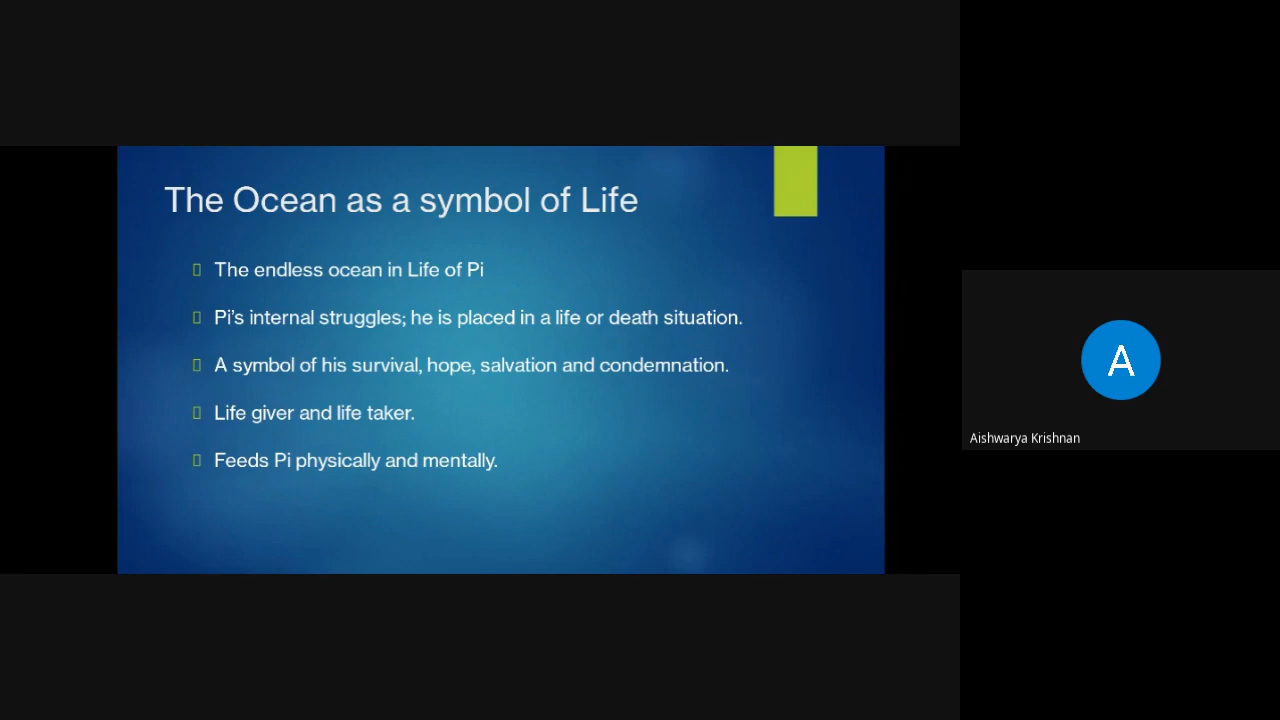 The Ocean as a symbol of Life
The endless ocean in Life of Pi
Pi’s internal struggles; he is placed in a life or death situation.
A symbol of his survival, hope, salvation and condemnation.
Life giver and life taker.
Feeds Pi physically and mentally.
A
Aishwarya Krishnan